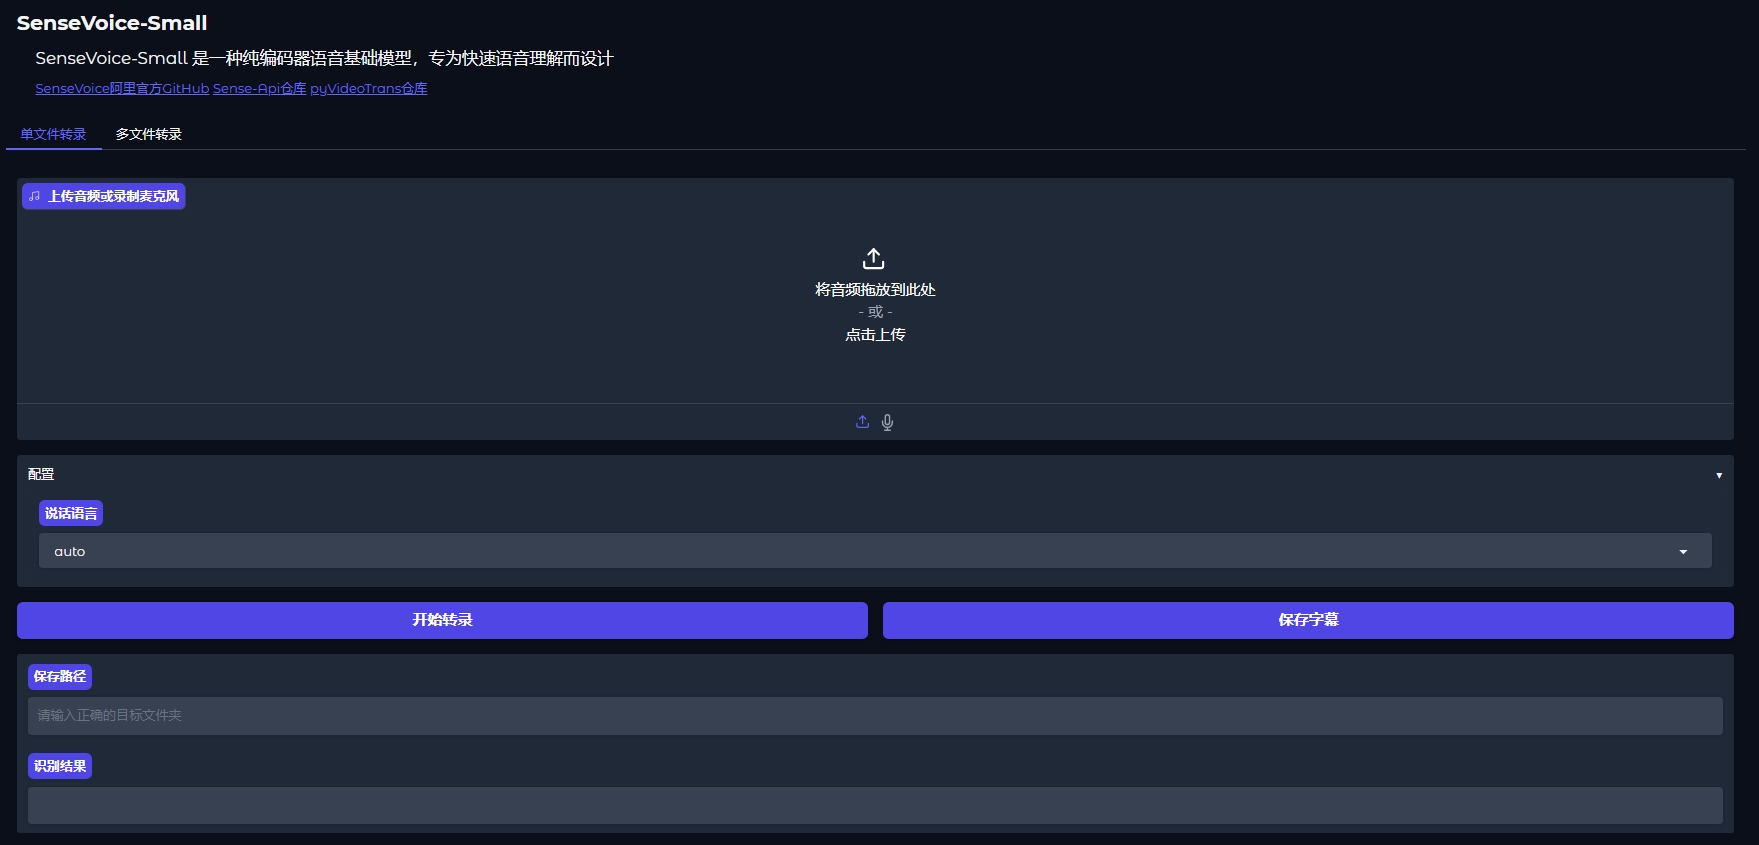 SenseVoice-Small
SenseVoice-Small 是一种纯编码器语音基础模型，专为快速语音理解而设计
SenseVoice阿里官方GitHub Sense-Api仓库 pyVideoTrans仓库
单文件转录 多文件转录
上传音频或录制麦克风
将音频拖放到此处
- 或 -
点击上传
配置
说话语言
auto
开始转录 保存字幕
保存路径
请输入正确的目标文件夹
识别结果